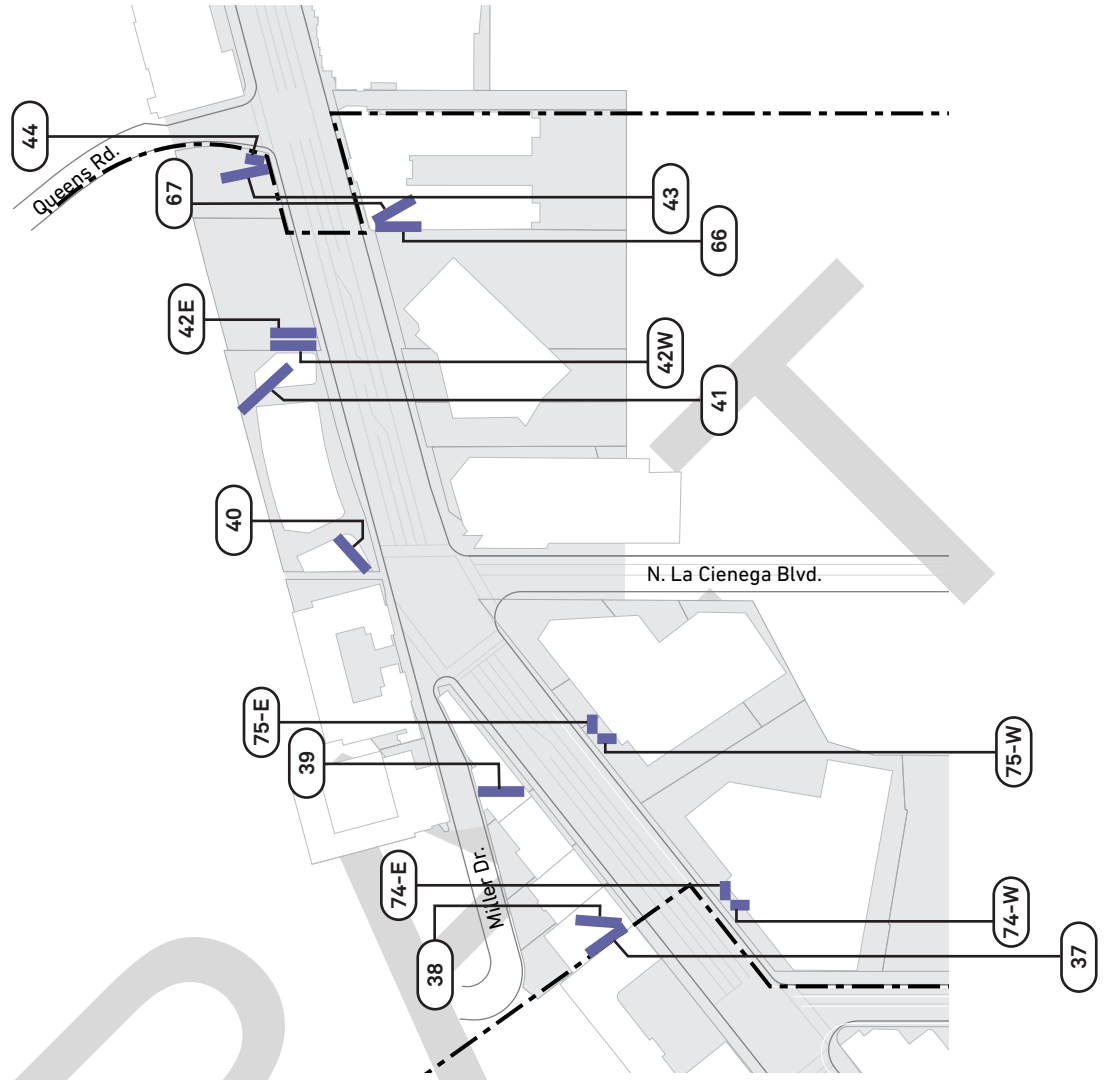 44
Queens Rd.
67
43
66
42E
42W
41
40
N. La Cienega Blvd.
75-E
39
75-W
Miller Dr.
74-E
74-W
38
37